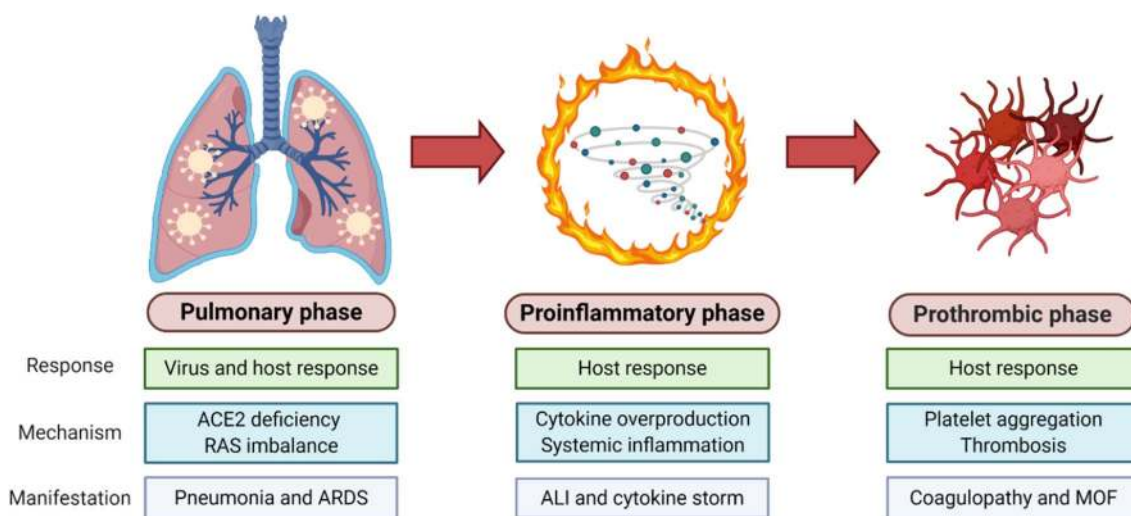 Pulmonary phase
Proinflammatory phase
Prothrombic phase
Response
Virus and host response
Host response
Host response
Mechanism
ACE2 deficiency
RAS imbalance
Cytokine overproduction
Systemic inflammation
Platelet aggregation
Thrombosis
Manifestation
Pneumonia and ARDS
ALI and cytokine storm
Coagulopathy and MOF